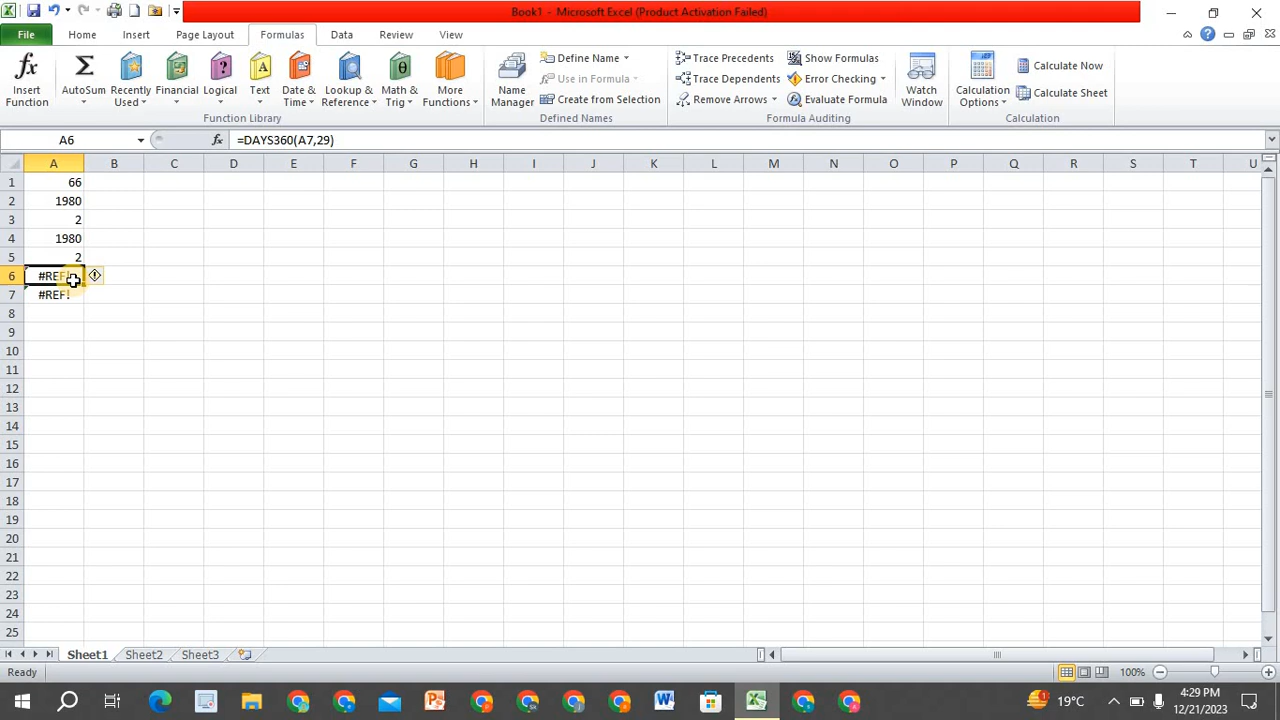 Book1 - Microsoft Excel (Product Activation Failed)
File Home Insert Page Layout Formulas Data Review View
Insert Function
AutoSum
Recently Used
Financial
Logical
Text
Date & Time
Lookup & Reference
Math & Trig
More Functions
Function Library
Name Manager
Define Name
Use in Formula
Create from Selection
Defined Names
Trace Precedents
Trace Dependents
Remove Arrows
Show Formulas
Error Checking
Evaluate Formula
Watch Window
Formula Auditing
Calculation Options
Calculate Now
Calculate Sheet
Calculation
A6 fx =DAYS360(A7,29)
A B C D E F G H I J K L M N O P Q R S T U
1 66
2 1980
3 2
4 1980
5 2
6 #REF!
7 #REF!
8
9
10
11
12
13
14
15
16
17
18
19
20
21
22
23
24
25
Sheet1 Sheet2 Sheet3
Ready 100%
1 19°C 4:29 PM
12/21/2023